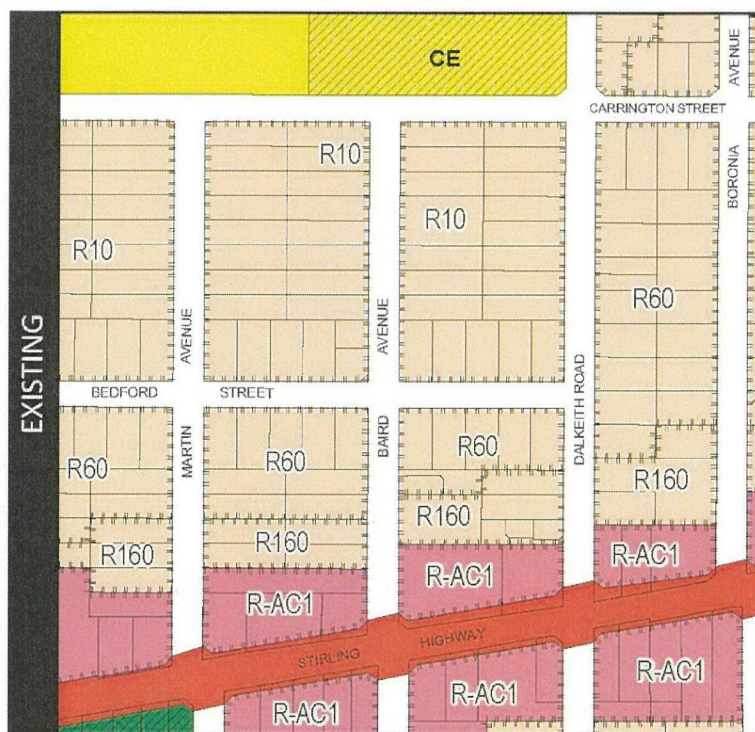 CE
AVENUE
CARRINGTON STREET
BORONIA
R10
R10
R10
R60
EXISTING
AVENUE
AVENUE
BEDFORD STREET
DALKEITH ROAD
MARTIN
BAIRD
R60
R60
R60
R160
R160
R160
R160
R-AC1
R-AC1
R-AC1
STIRLING HIGHWAY
R-AC1
R-AC1
R-AC1